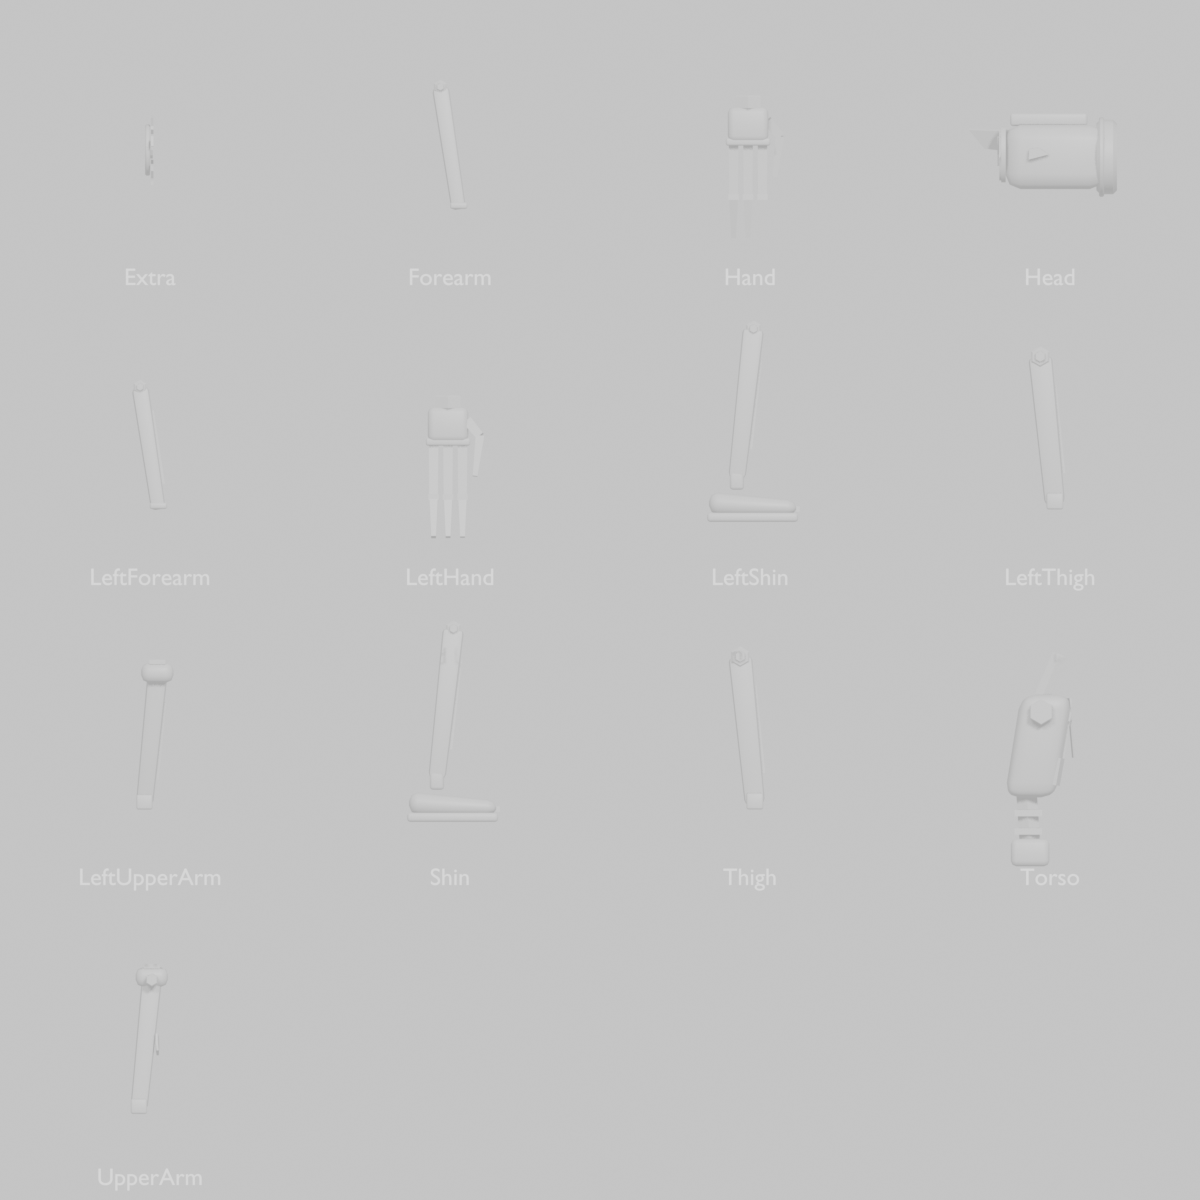 Extra
Forearm
Hand
Head
LeftForearm
LeftHand
LeftShin
LeftThigh
LeftUpperArm
Shin
Thigh
Torso
UpperArm